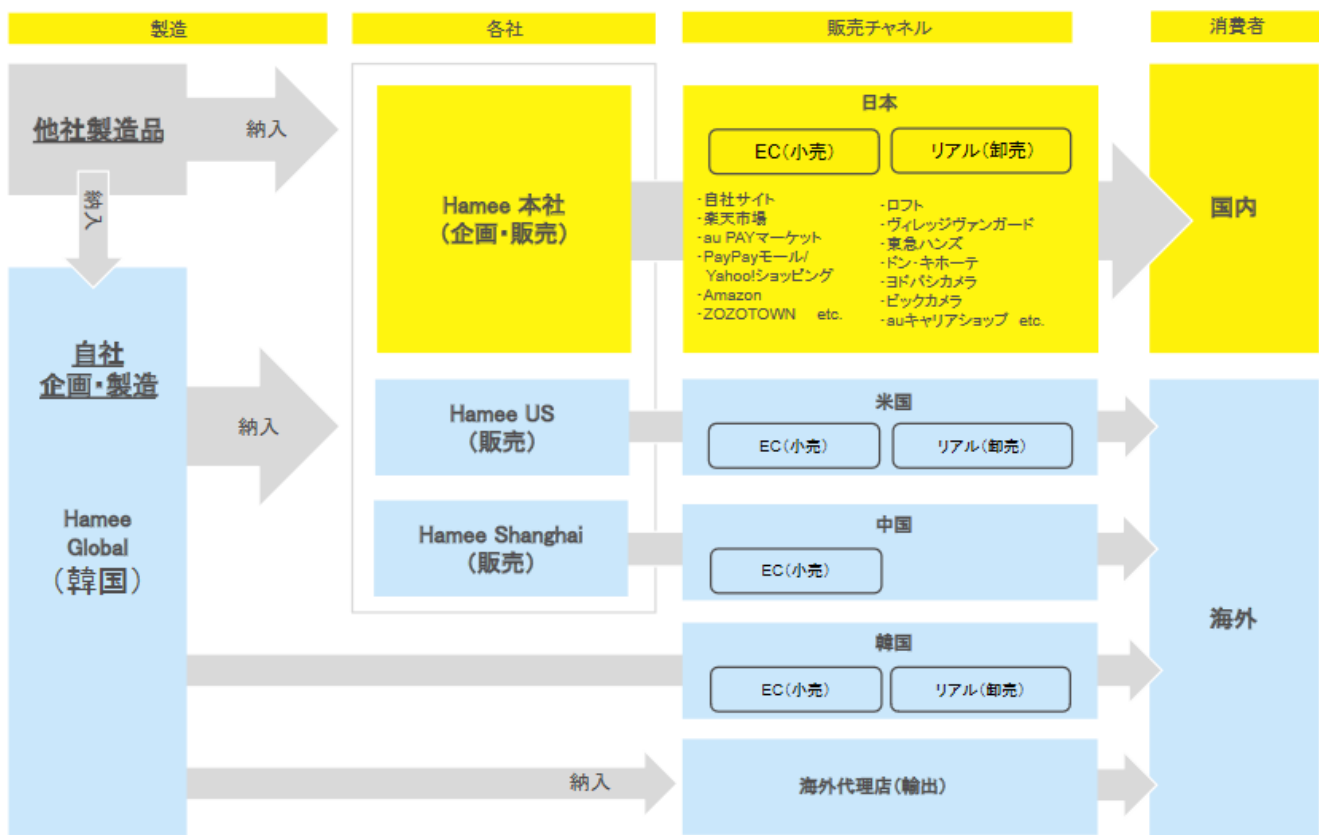 製造
各社
販売チャネル
消費者
他社製造品
納入
納入
自社
企画・製造
Hamee
Global
(韓国)
納入
Hamee 本社
(企画・販売)
Hamee US
(販売)
Hamee Shanghai
(販売)
日本
EC(小売)
リアル(卸売)
-自社サイト
-楽天市場
-au PAYマーケット
-PayPayモール/
Yahoo!ショッピング
-Amazon
-ZOZOTOWN etc.
-ロフト
-ヴィレッジヴァンガード
-東急ハンズ
-ドン・キホーテ
-ヨドバシカメラ
-ビックカメラ
-auキャリアショップ etc.
米国
EC(小売)
リアル(卸売)
中国
EC(小売)
韓国
EC(小売)
リアル(卸売)
納入
海外代理店(輸出)
国内
海外